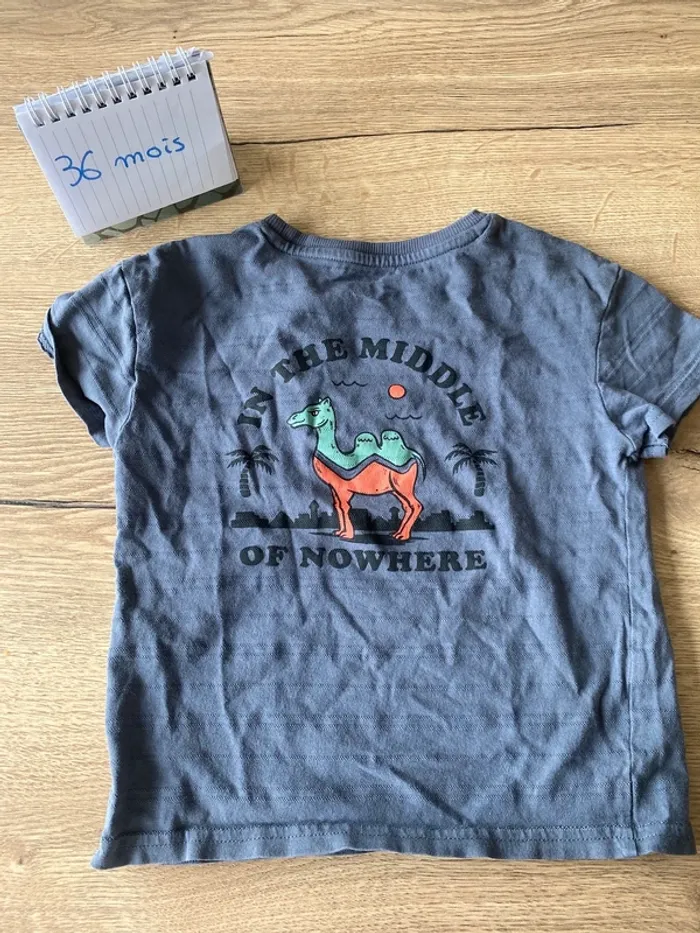 36 mois
IN THE MIDDLE
OF NOWHERE